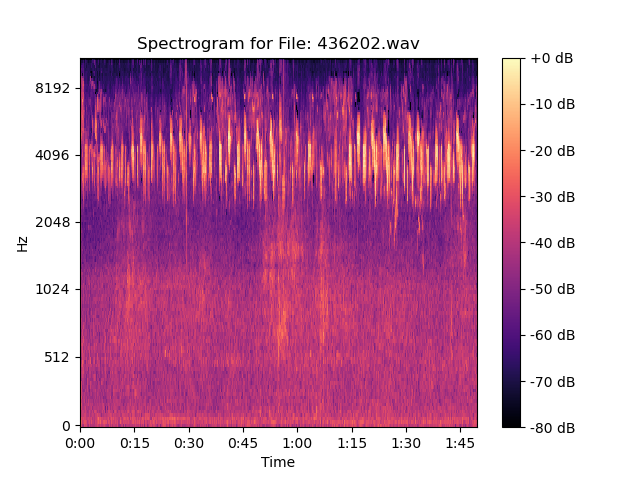 Spectrogram for File: 436202.wav
Hz
8192
4096
2048
1024
512
0
0:00 0:15 0:30 0:45 1:00 1:15 1:30 1:45
Time
+0 dB
-10 dB
-20 dB
-30 dB
-40 dB
-50 dB
-60 dB
-70 dB
-80 dB